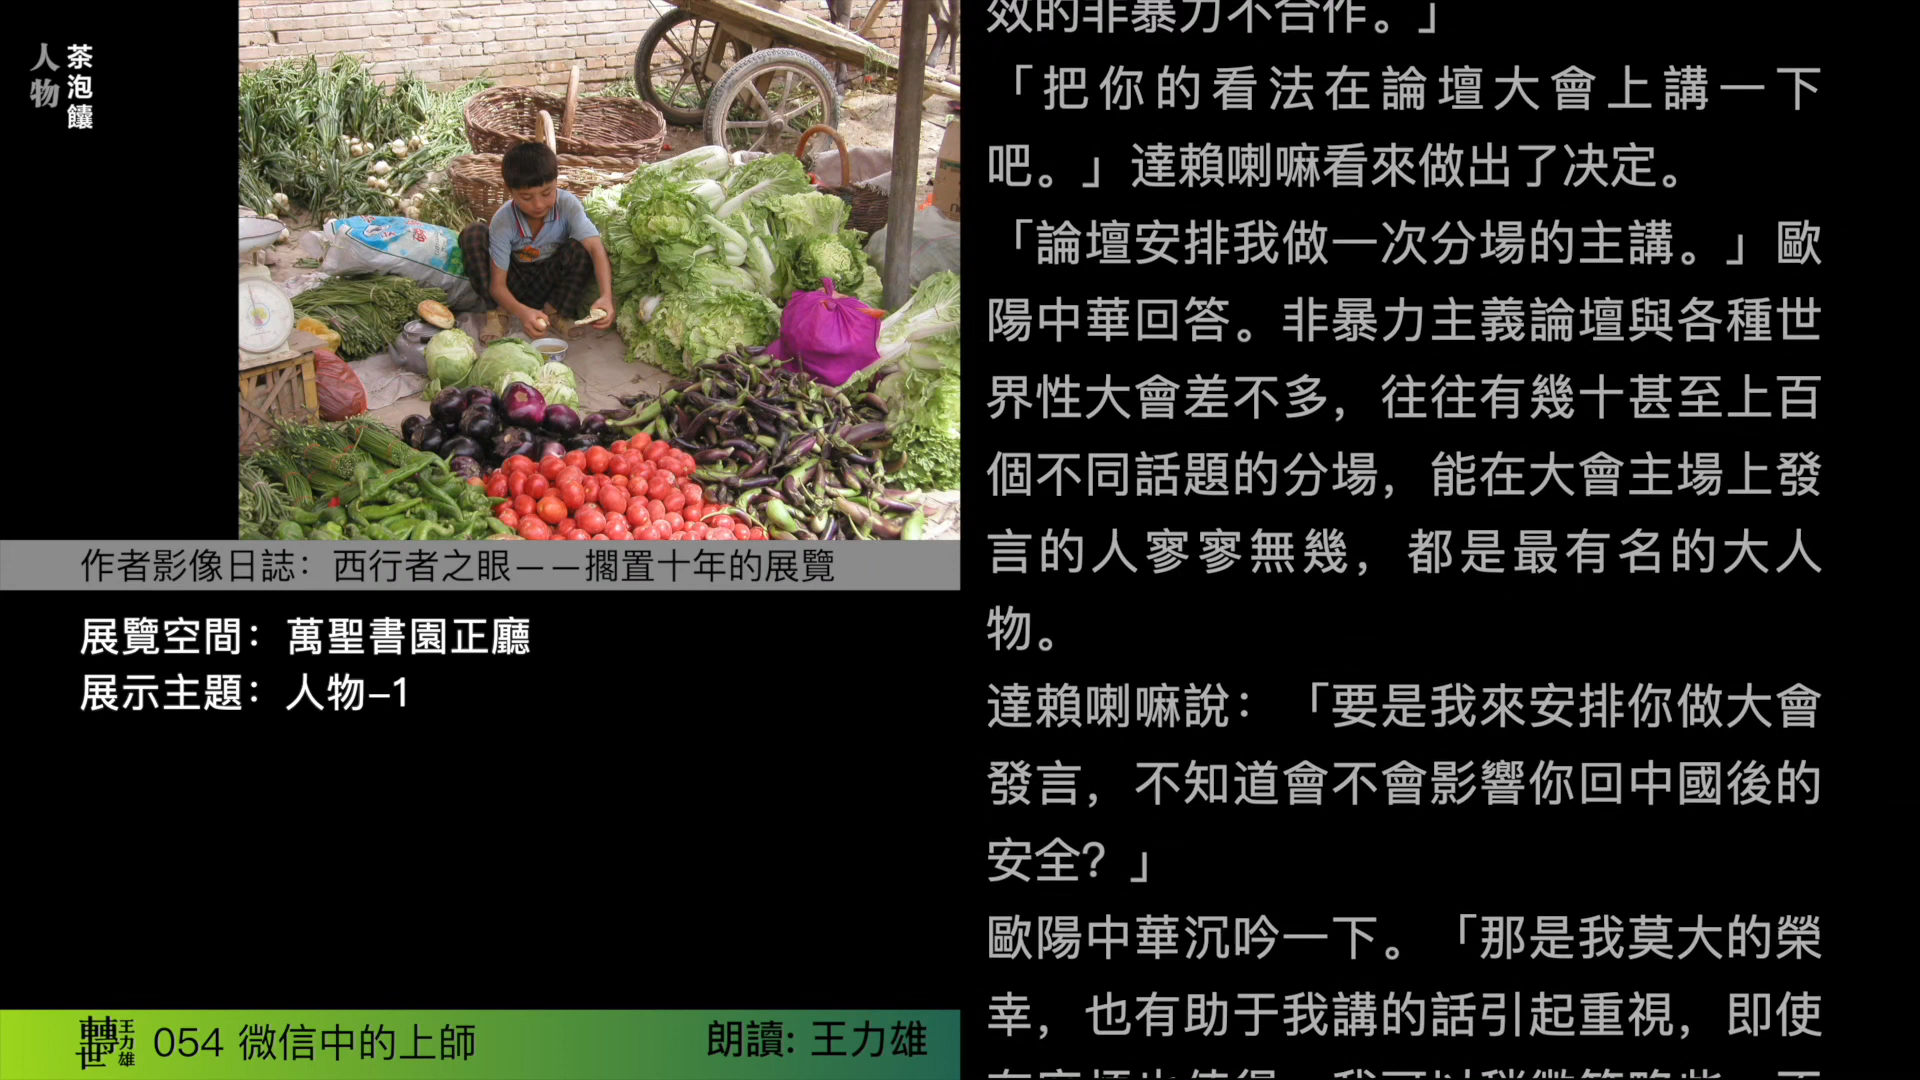 茶泡饢
人物
作者影像日誌：西行者之眼——擱置十年的展覽
展覽空間：萬聖書園正廳
展示主題：人物–1
轉世
王力雄
054 微信中的上師
朗讀: 王力雄
效的非暴力不合作。」
「把你的看法在論壇大會上講一下
吧。」達賴喇嘛看來做出了决定。
「論壇安排我做一次分場的主講。」歐
陽中華回答。非暴力主義論壇與各種世
界性大會差不多，往往有幾十甚至上百
個不同話題的分場，能在大會主場上發
言的人寥寥無幾，都是最有名的大人
物。
達賴喇嘛說：「要是我來安排你做大會
發言，不知道會不會影響你回中國後的
安全？」
歐陽中華沉吟一下。「那是我莫大的榮
幸，也有助于我講的話引起重視，即使